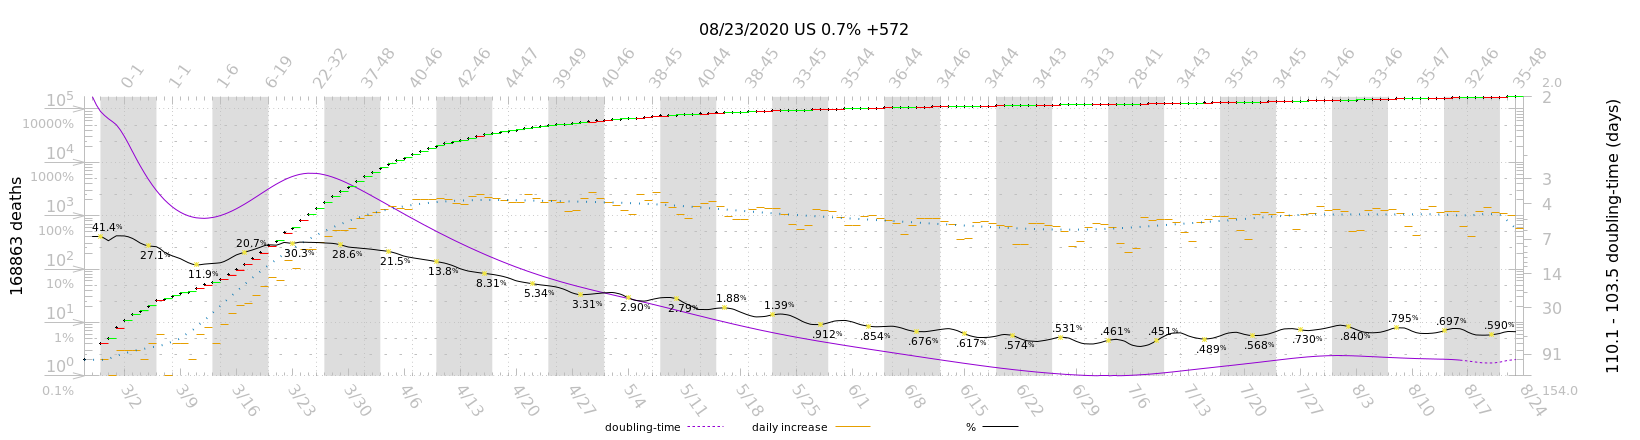 08/23/2020 US 0.7% +572
0-1 1-1 1-6 6-19 22-32 37-48 40-46 42-46 44-47 39-49 40-46 38-45 40-44 38-45 33-45 35-44 36-44 34-46 34-44 34-43 33-43 28-41 34-43 35-45 34-45 31-46 33-46 35-47 32-46 35-48
2.0
10⁵ 2
10000%
10⁴
1000% 3
10³ 4
100% 7
10² 14
10% 30
10¹
1%
10⁰ 91
0.1% 154.0
168863 deaths
110.1 - 103.5 doubling-time (days)
41.4% 27.1% 11.9% 20.7% 30.3% 28.6% 21.5% 13.8% 8.31% 5.34% 3.31% 2.90% 2.79% 1.88% 1.39% .912% .854% .676% .617% .574% .531% .461% .451% .489% .568% .730% .840% .795% .697% .590%
3/2 3/9 3/16 3/23 3/30 4/6 4/13 4/20 4/27 5/4 5/11 5/18 5/25 6/1 6/8 6/15 6/22 6/29 7/6 7/13 7/20 7/27 8/3 8/10 8/17 8/24
doubling-time daily increase %